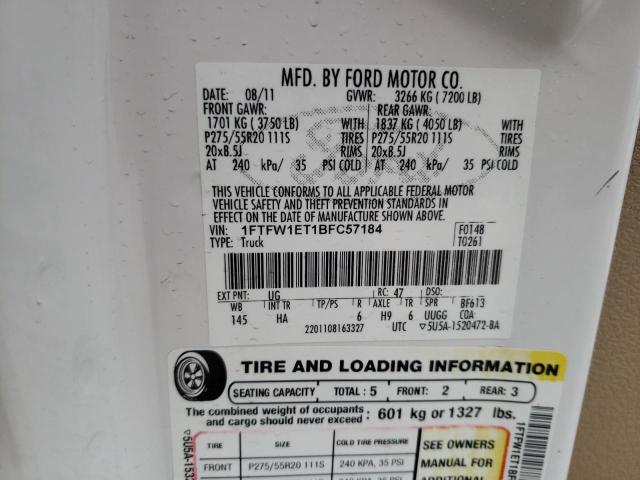 MFD. BY FORD MOTOR CO.
DATE: 08/11 GVWR: 3266 KG (7200 LB)
FRONT GAWR: REAR GAWR:
1701 KG (3750 LB) WITH 1837 KG (4050 LB) WITH
P275/55R20 111S TIRES P275/55R20 111S TIRES
20x8.5J RIMS 20x8.5J RIMS
AT 240 kPa/ 35 PSI COLD AT 240 kPa/ 35 PSI COLD
THIS VEHICLE CONFORMS TO ALL APPLICABLE FEDERAL MOTOR
VEHICLE SAFETY AND THEFT PREVENTION STANDARDS IN
EFFECT ON THE DATE OF MANUFACTURE SHOWN ABOVE.
VIN: 1FTFW1ET1BFC57184 F0148
TYPE: Truck T0261
EXT PNT: UG RC: 47 DSO:
WB INT TR TP/PS R AXLE TR SPR BF613
145 HA 6 H9 6 UUGG COA
2201108163327 UTC ▽5U5A-1520472-BA
TIRE AND LOADING INFORMATION
SEATING CAPACITY TOTAL: 5 FRONT: 2 REAR: 3
The combined weight of occupants and cargo should never exceed : 601 kg or 1327 lbs.
TIRE SIZE COLD TIRE PRESSURE SEE OWNERS
FRONT P275/55R20 111S 240 KPA, 35 PSI MANUAL FOR
ADDITIONAL
▽5U5A-153
1FTFW1ET1BF